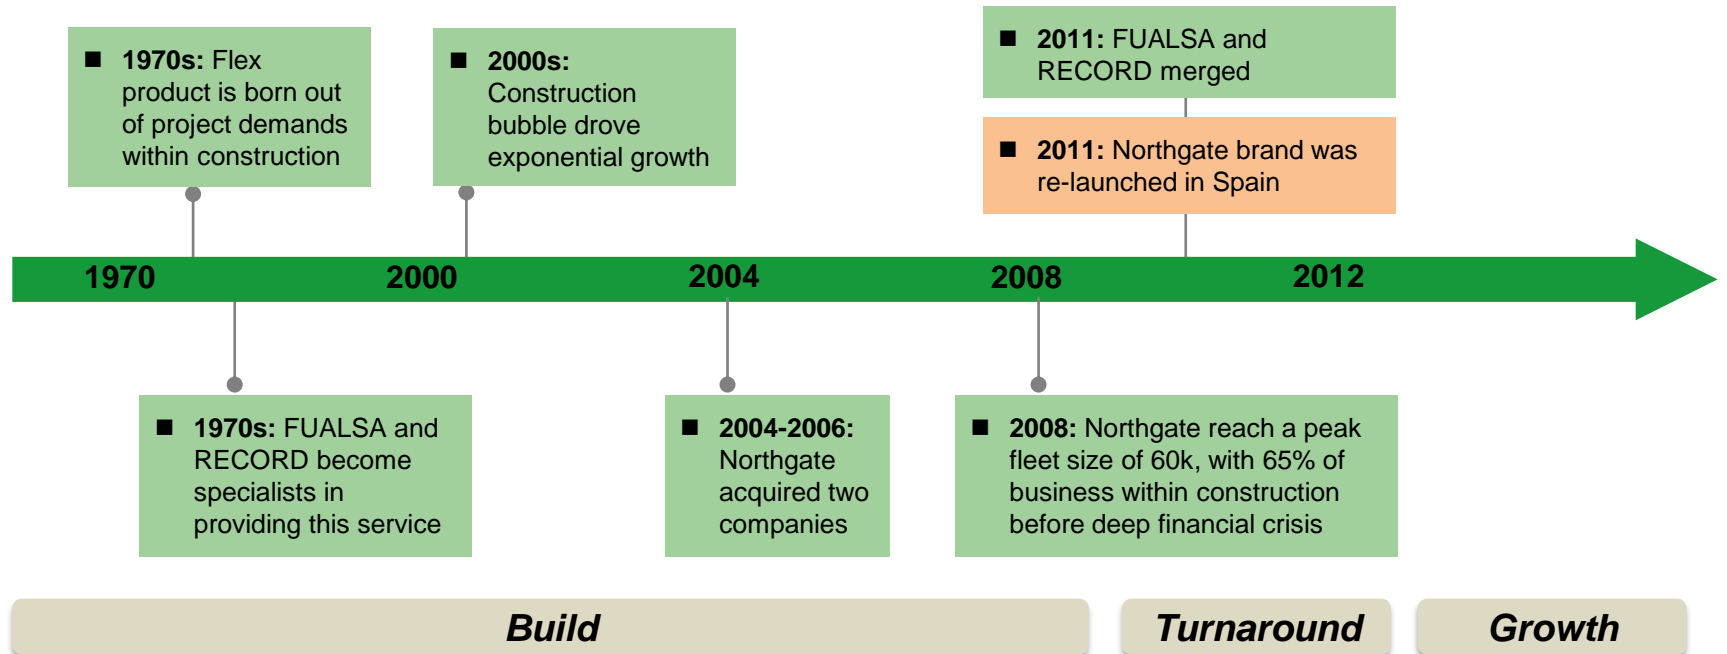 ■ 1970s: Flex
product is born out
of project demands
within construction
■ 2000s:
Construction
bubble drove
exponential growth
■ 2011: FUALSA and
RECORD merged
■ 2011: Northgate brand was
re-launched in Spain
1970
2000
2004
2008
2012
■ 1970s: FUALSA and
RECORD become
specialists in
providing this service
■ 2004-2006:
Northgate
acquired two
companies
■ 2008: Northgate reach a peak
fleet size of 60k, with 65% of
business within construction
before deep financial crisis
Build
Turnaround
Growth